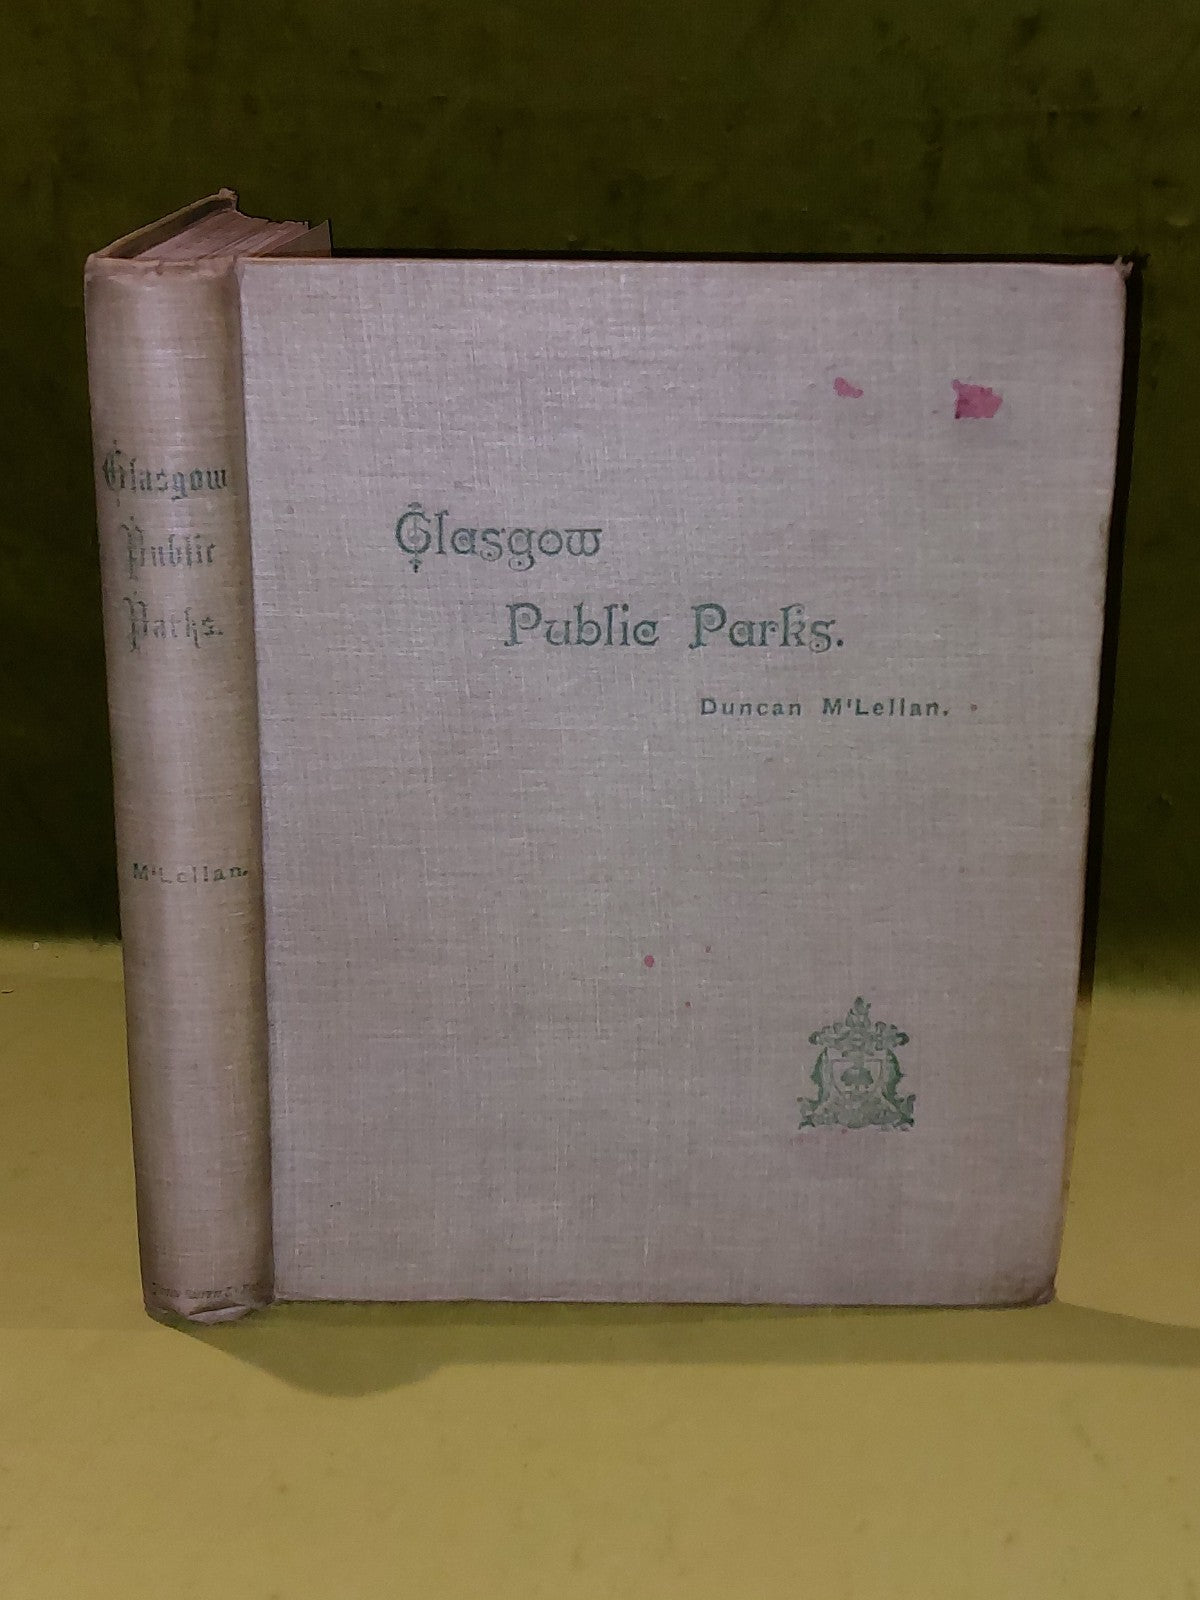 Glasgow
Public
Parks.
M'Lellan.
Glasgow
Public Parks.
Duncan M'Lellan.